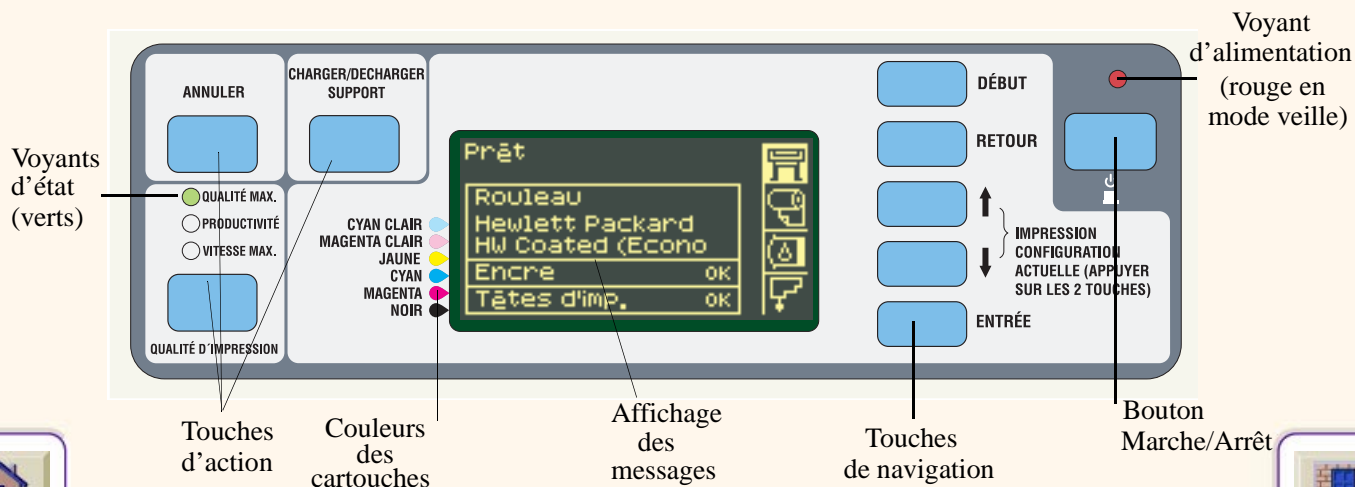 Voyant
d'alimentation
(rouge en
mode veille)
ANNULER
CHARGER/DECHARGER
SUPPORT
DÉBUT
RETOUR
Voyants
d'état
(verts)
QUALITÉ MAX.
PRODUCTIVITÉ
VITESSE MAX.
QUALITÉ D'IMPRESSION
CYAN CLAIR
MAGENTA CLAIR
JAUNE
CYAN
MAGENTA
NOIR
Prêt
Rouleau
Hewlett Packard
HW Coated (Econo
Encre OK
Têtes d'imp. OK
IMPRESSION
CONFIGURATION
ACTUELLE (APPUYER
SUR LES 2 TOUCHES)
ENTRÉE
Touches
d'action
Couleurs
des
cartouches
Affichage
des
messages
Touches
de navigation
Bouton
Marche/Arrêt